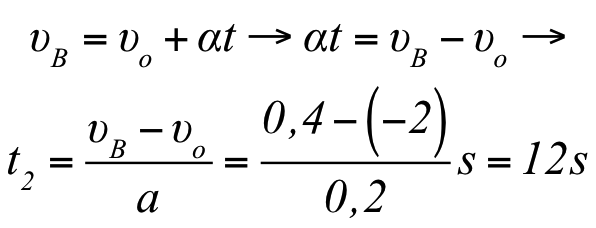 υ_B = υ_o + αt → αt = υ_B − υ_o →
t_2 = (υ_B − υ_o)/a = (0,4 − (−2))/0,2 s = 12s